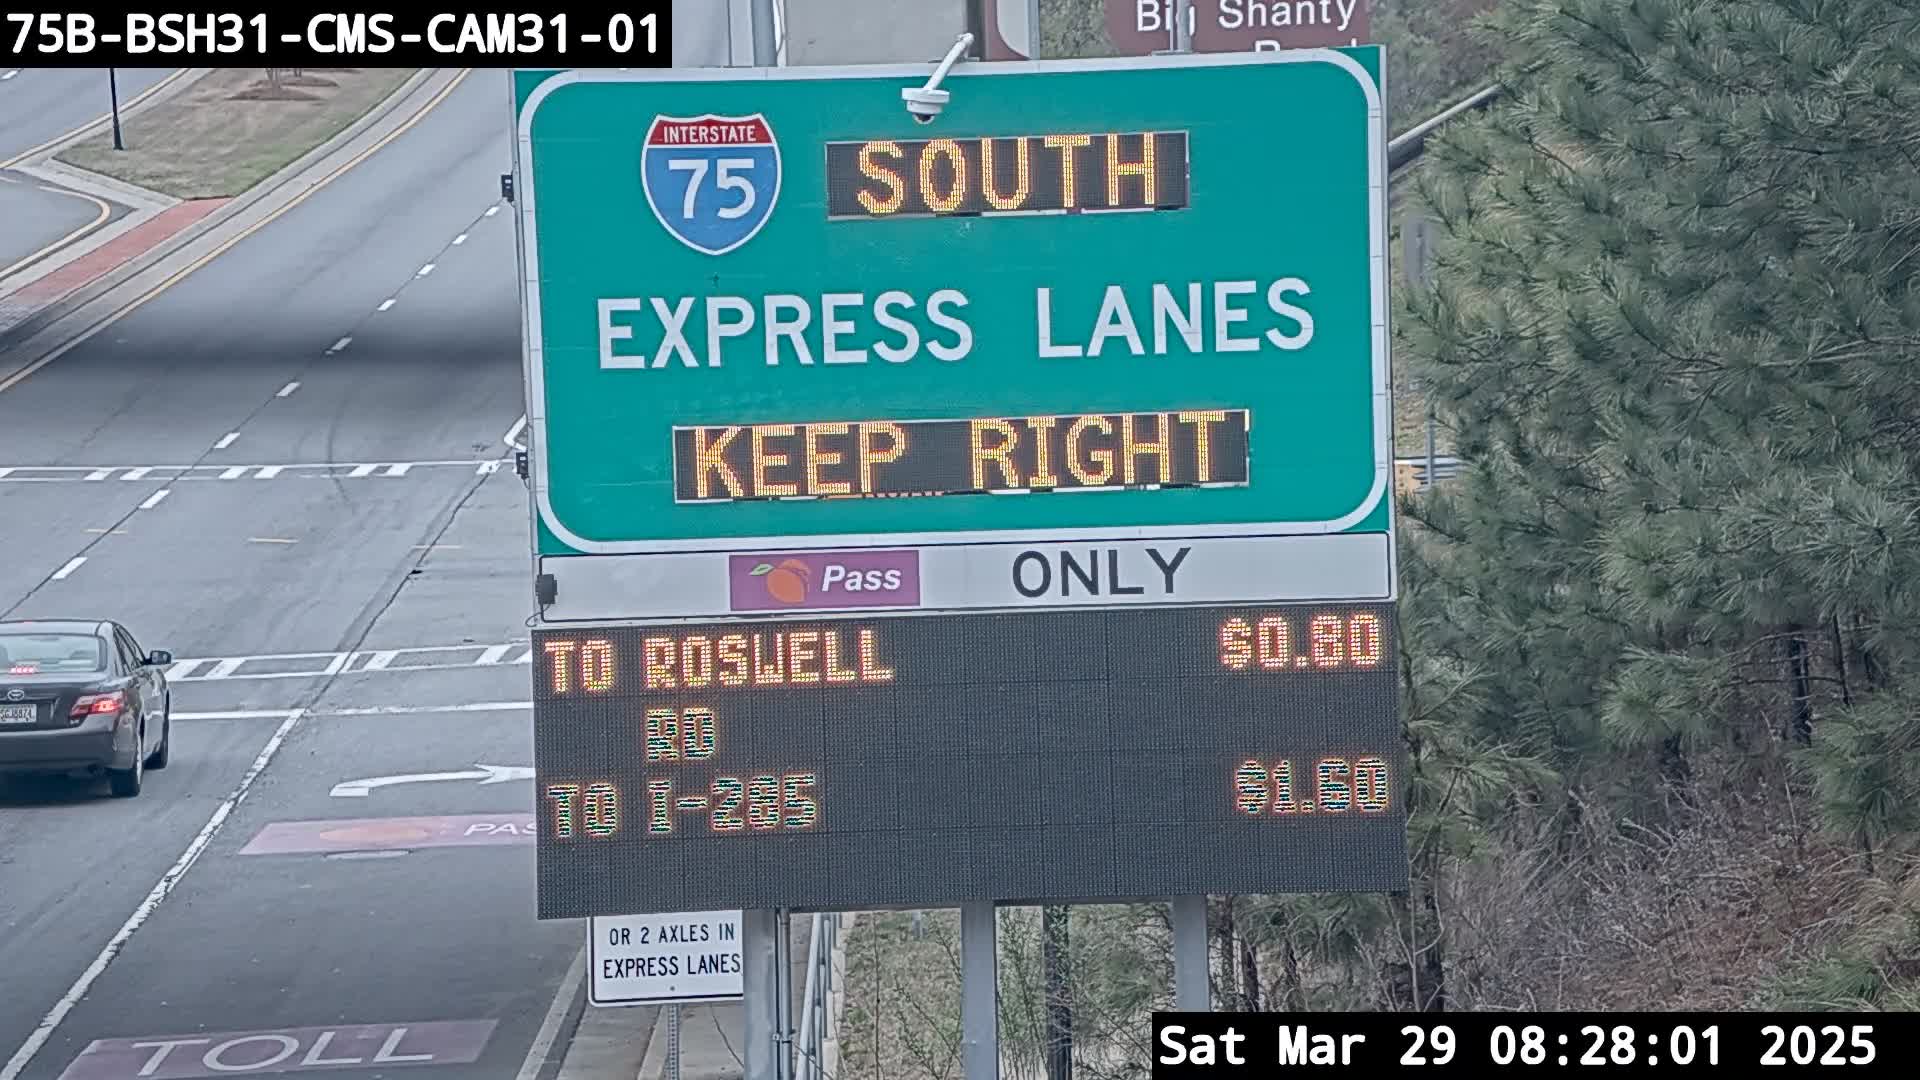 75B-BSH31-CMS-CAM31-01
Big Shanty
INTERSTATE
75
SOUTH
EXPRESS LANES
KEEP RIGHT
Pass ONLY
TO ROSWELL $0.80
RD
TO I-285 $1.60
OR 2 AXLES IN
EXPRESS LANES
TOLL
Sat Mar 29 08:28:01 2025